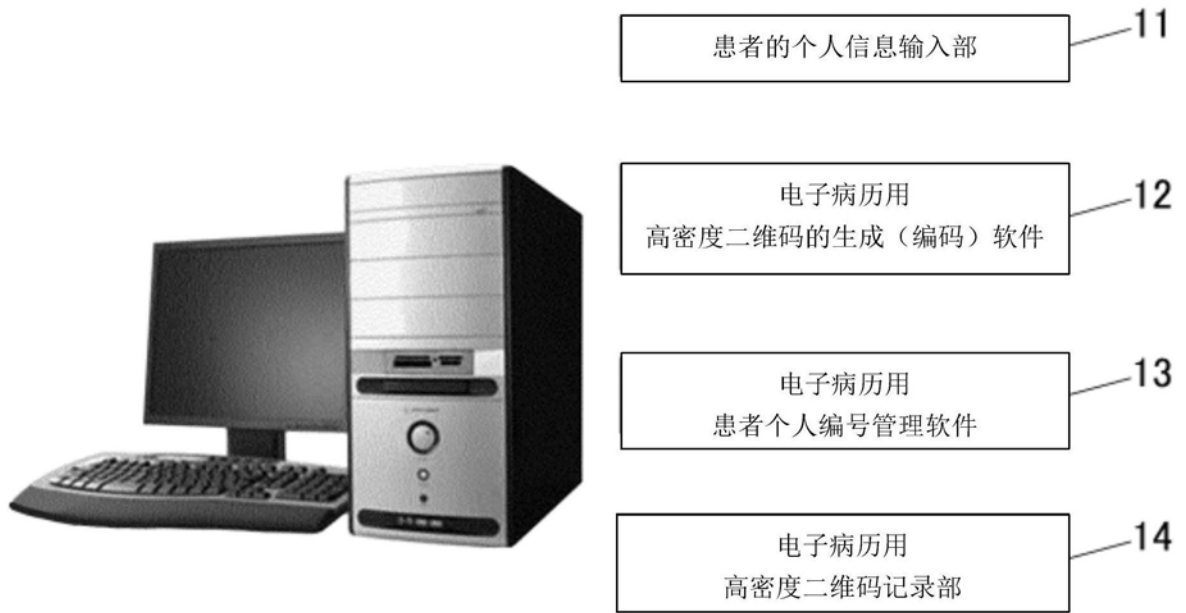 患者的个人信息输入部
11
电子病历用
高密度二维码的生成（编码）软件
12
电子病历用
患者个人编号管理软件
13
电子病历用
高密度二维码记录部
14